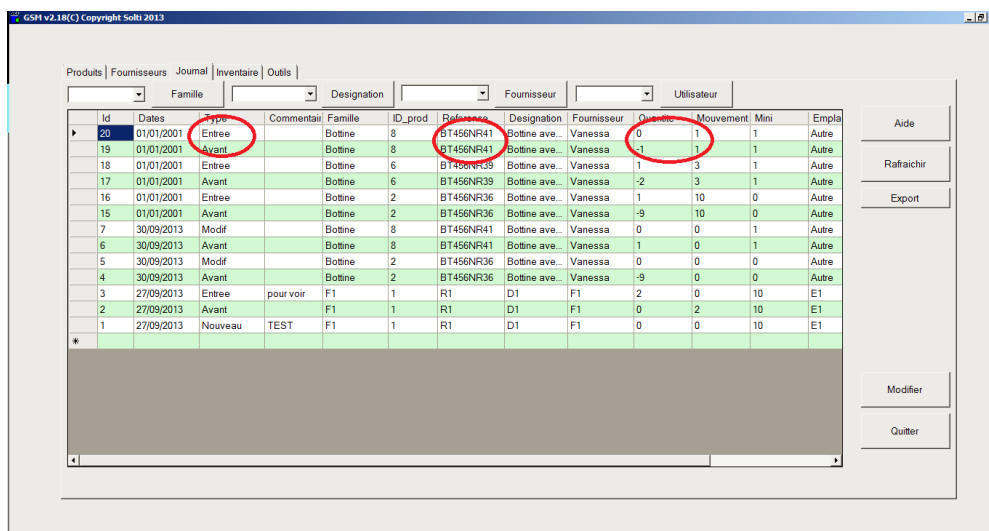 GSM v2.18(C) Copyright Solti 2013
Produits Fournisseurs Journal Inventaire Outils
Famille Designation Fournisseur Utilisateur
Id Dates Type Commentair Famille ID_prod Reference Designation Fournisseur Quantite Mouvement Mini Empla
20 01/01/2001 Entree Bottine 8 BT456NR41 Bottine ave... Vanessa 0 1 1 Autre
19 01/01/2001 Avant Bottine 8 BT456NR41 Bottine ave... Vanessa -1 1 1 Autre
18 01/01/2001 Entree Bottine 6 BT456NR39 Bottine ave... Vanessa 1 3 1 Autre
17 01/01/2001 Avant Bottine 6 BT456NR39 Bottine ave... Vanessa -2 3 1 Autre
16 01/01/2001 Entree Bottine 2 BT456NR36 Bottine ave... Vanessa 1 10 0 Autre
15 01/01/2001 Avant Bottine 2 BT456NR36 Bottine ave... Vanessa -9 10 0 Autre
7 30/09/2013 Modif Bottine 8 BT456NR41 Bottine ave... Vanessa 0 0 1 Autre
6 30/09/2013 Avant Bottine 8 BT456NR41 Bottine ave... Vanessa 1 0 1 Autre
5 30/09/2013 Modif Bottine 2 BT456NR36 Bottine ave... Vanessa 0 0 0 Autre
4 30/09/2013 Avant Bottine 2 BT456NR36 Bottine ave... Vanessa -9 0 0 Autre
3 27/09/2013 Entree pour voir F1 1 R1 D1 F1 2 0 10 E1
2 27/09/2013 Avant F1 1 R1 D1 F1 0 2 10 E1
1 27/09/2013 Nouveau TEST F1 1 R1 D1 F1 0 0 10 E1
Aide
Rafraichir
Export
Modifier
Quitter